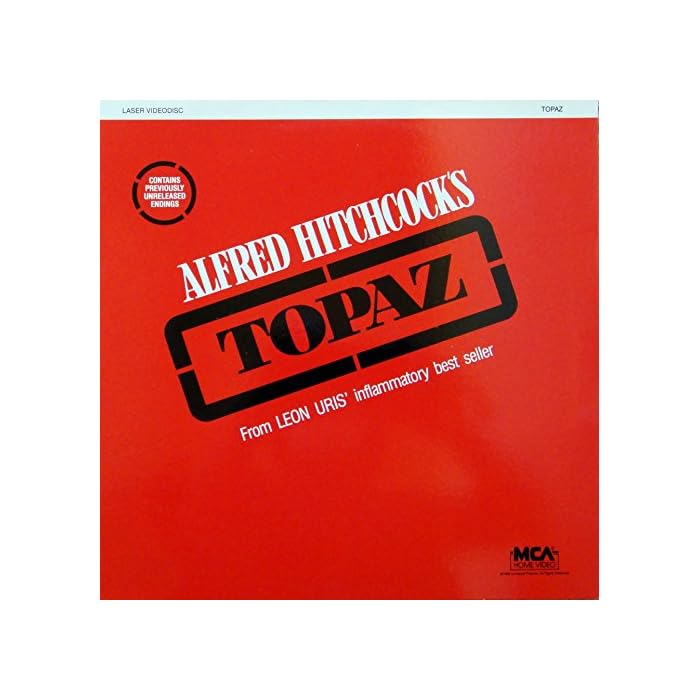 LASER VIDEODISC TOPAZ
CONTAINS
PREVIOUSLY
UNRELEASED
ENDINGS
ALFRED HITCHCOCK'S
TOPAZ
From LEON URIS' inflammatory best seller
MCA
HOME VIDEO